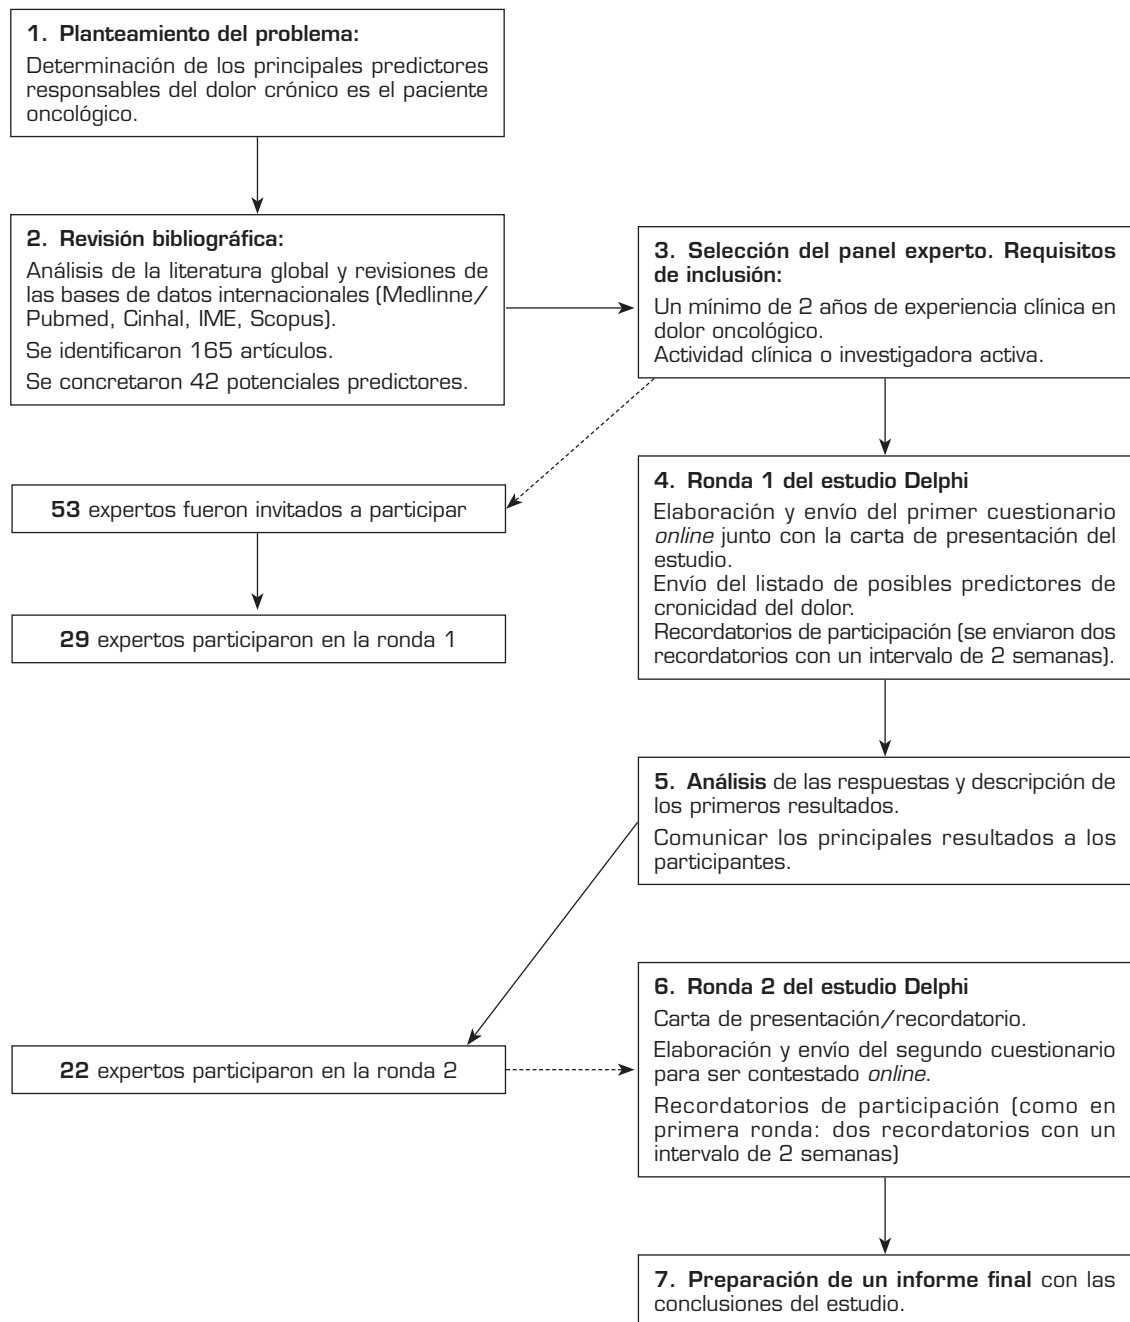 1. Planteamiento del problema:
Determinación de los principales predictores
responsables del dolor crónico es el paciente
oncológico.
2. Revisión bibliográfica:
Análisis de la literatura global y revisiones de
las bases de datos internacionales (Medlinne/
Pubmed, Cinhal, IME, Scopus).
Se identificaron 165 artículos.
Se concretaron 42 potenciales predictores.
3. Selección del panel experto. Requisitos
de inclusión:
Un mínimo de 2 años de experiencia clínica en
dolor oncológico.
Actividad clínica o investigadora activa.
53 expertos fueron invitados a participar
29 expertos participaron en la ronda 1
4. Ronda 1 del estudio Delphi
Elaboración y envío del primer cuestionario
online junto con la carta de presentación del
estudio.
Envío del listado de posibles predictores de
cronicidad del dolor.
Recordatorios de participación (se enviaron dos
recordatorios con un intervalo de 2 semanas).
5. Análisis de las respuestas y descripción de
los primeros resultados.
Comunicar los principales resultados a los
participantes.
22 expertos participaron en la ronda 2
6. Ronda 2 del estudio Delphi
Carta de presentación/recordatorio.
Elaboración y envío del segundo cuestionario
para ser contestado online.
Recordatorios de participación (como en
primera ronda: dos recordatorios con un
intervalo de 2 semanas)
7. Preparación de un informe final con las
conclusiones del estudio.